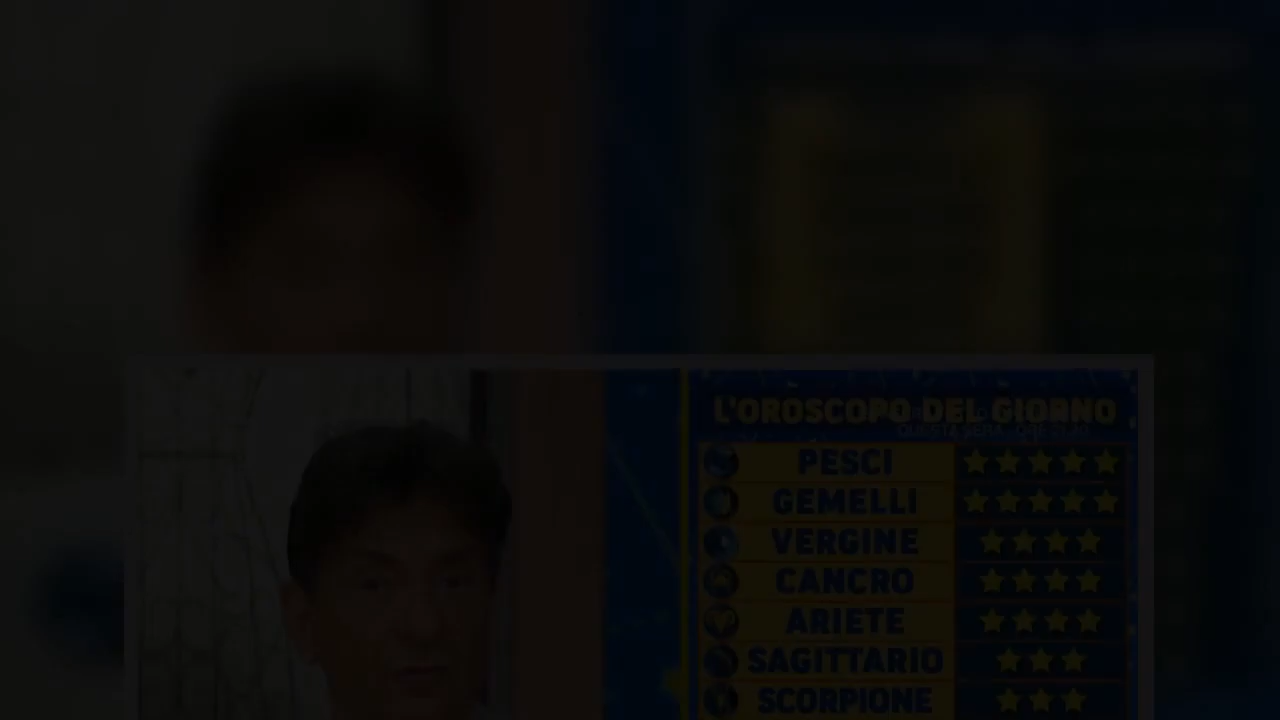 L'OROSCOPO DEL GIORNO
PESCI
GEMELLI
VERGINE
CANCRO
ARIETE
SAGITTARIO
SCORPIONE